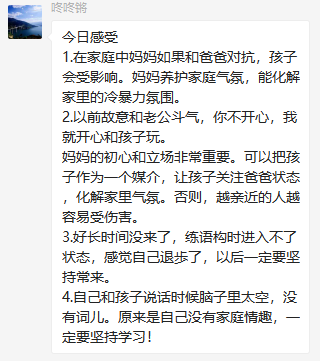 咚咚锵
今日感受
1.在家庭中妈妈如果和爸爸对抗，孩子
会受影响。妈妈养护家庭气氛，能化解
家里的冷暴力氛围。
2.以前故意和老公斗气，你不开心，我
就开心和孩子玩。
妈妈的初心和立场非常重要。可以把孩
子作为一个媒介，让孩子关注爸爸状态
，化解家里气氛。否则，越亲近的人越
容易受伤害。
3.好长时间没来了，练语构时进入不了
状态，感觉自己退步了，以后一定要坚
持常来。
4.自己和孩子说话时候脑子里太空，没
有词儿。原来是自己没有家庭情趣，一
定要坚持学习！